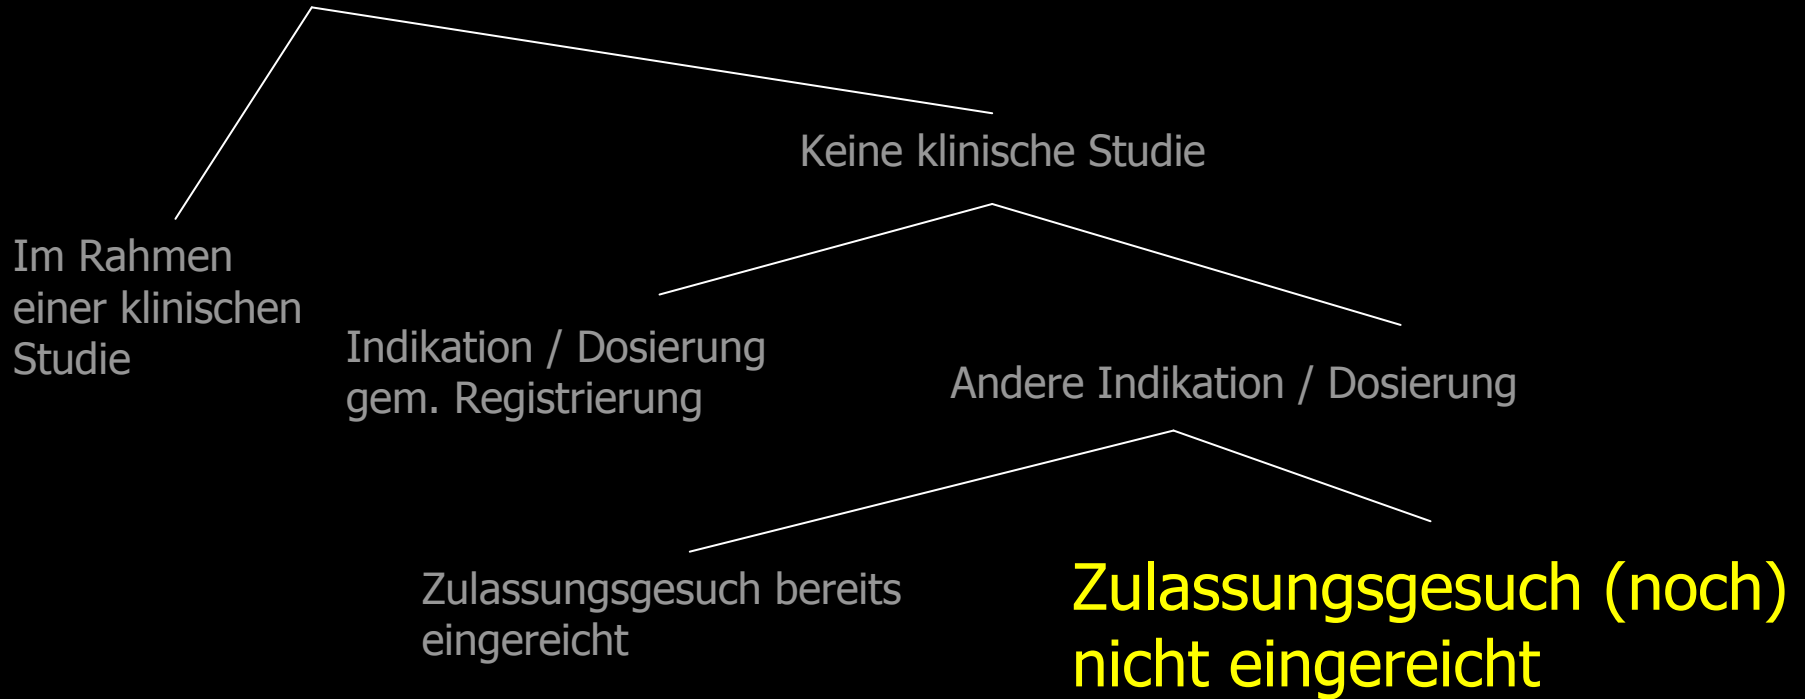 Keine klinische Studie
Im Rahmen
einer klinischen
Studie
Indikation / Dosierung
gem. Registrierung
Andere Indikation / Dosierung
Zulassungsgesuch bereits
eingereicht
Zulassungsgesuch (noch)
nicht eingereicht